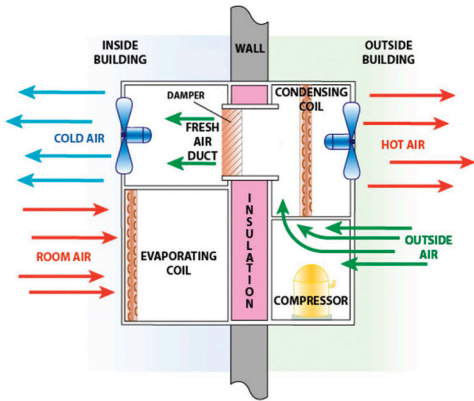 INSIDE
BUILDING
WALL
OUTSIDE
BUILDING
DAMPER
CONDENSING
COIL
COLD AIR
FRESH
AIR
DUCT
HOT AIR
ROOM AIR
EVAPORATING
COIL
INSULATION
OUTSIDE
AIR
COMPRESSOR